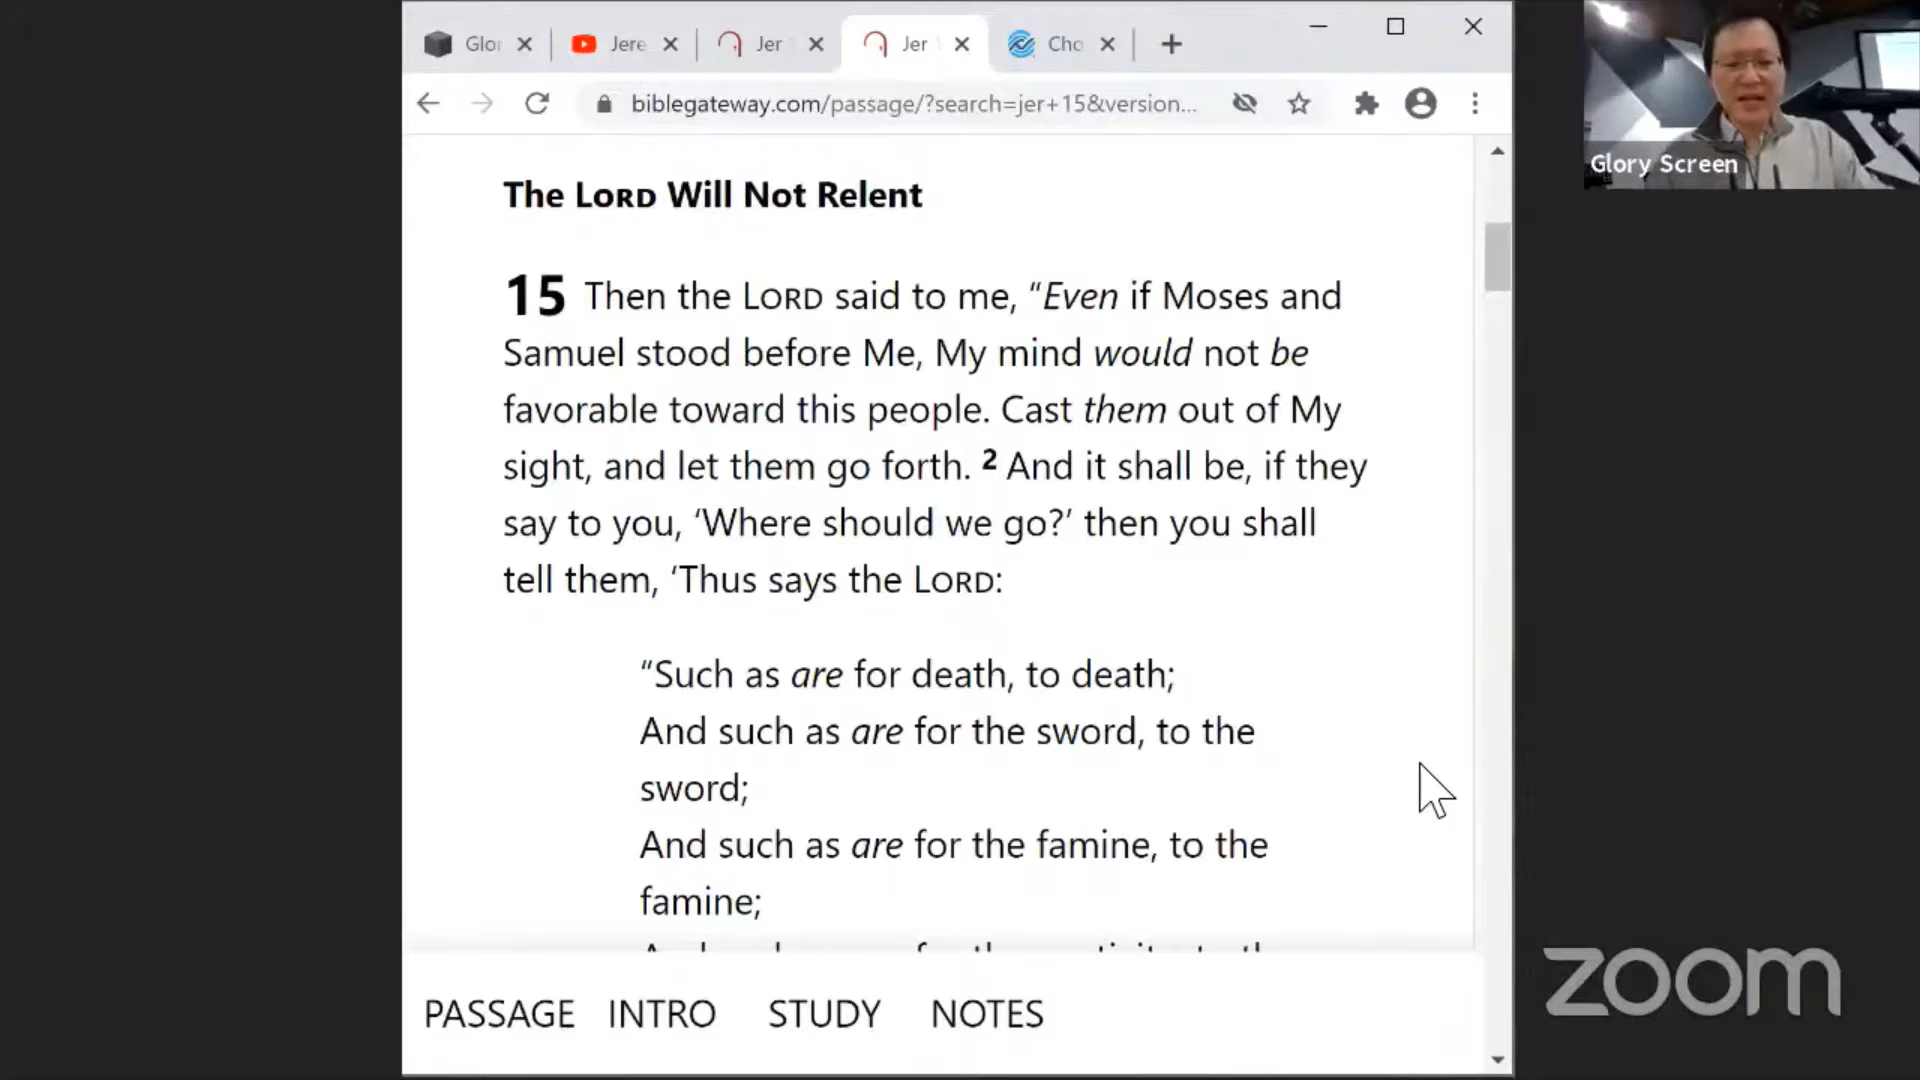 Glor
Jere
Jer
Jer
Cho
biblegateway.com/passage/?search=jer+15&version...
Glory Screen
The LORD Will Not Relent
15 Then the LORD said to me, “Even if Moses and
Samuel stood before Me, My mind would not be
favorable toward this people. Cast them out of My
sight, and let them go forth. 2 And it shall be, if they
say to you, ‘Where should we go?’ then you shall
tell them, ‘Thus says the LORD:
“Such as are for death, to death;
And such as are for the sword, to the
sword;
And such as are for the famine, to the
famine;
PASSAGE INTRO STUDY NOTES
zoom